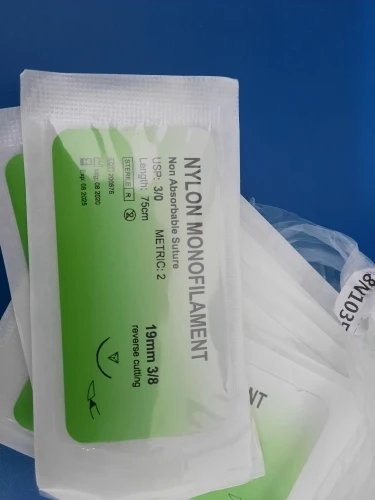 NYLON MONOFILAMENT
Non Absorbable Suture
USP: 3/0 METRIC: 2
Length: 75cm
STERILE R
19mm 3/8
reverse cutting
8N103
NT